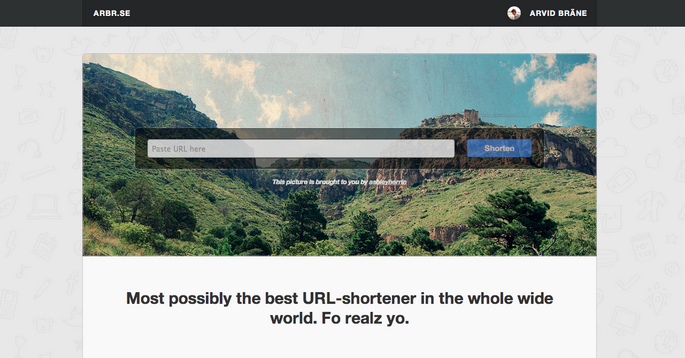 ARBR.SE
ARVID BRÄNE
Paste URL here
Shorten
This picture is brought to you by ashleyherrin
Most possibly the best URL-shortener in the whole wide
world. Fo realz yo.